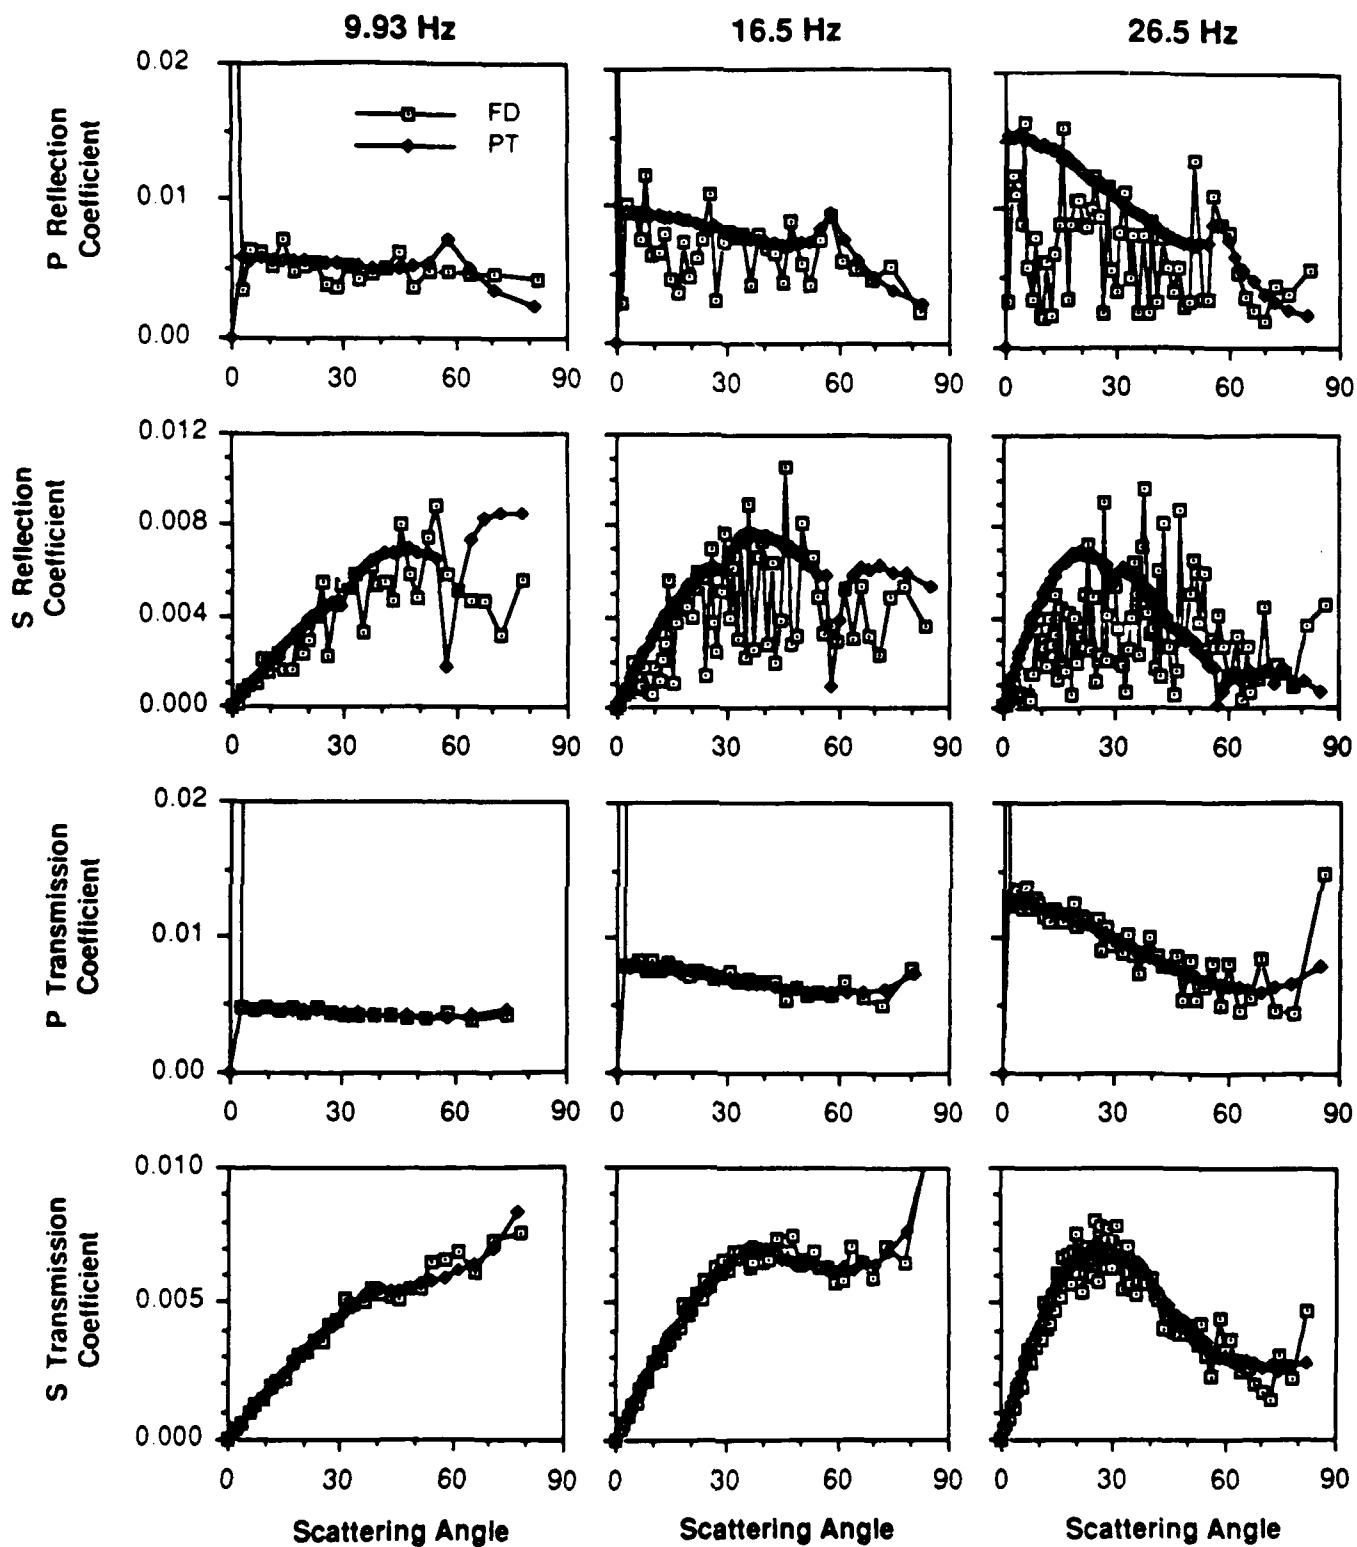 9.93 Hz 16.5 Hz 26.5 Hz
P Reflection
Coefficient
0.02
0.01
0.00
FD
PT
0 30 60 90 0 30 60 90 0 30 60 90
S Reflection
Coefficient
0.012
0.008
0.004
0.000
0 30 60 90 0 30 60 90 0 30 60 90
P Transmission
Coefficient
0.02
0.01
0.00
0 30 60 90 0 30 60 90 0 30 60 90
S Transmission
Coefficient
0.010
0.005
0.000
0 30 60 90 0 30 60 90 0 30 60 90
Scattering Angle Scattering Angle Scattering Angle